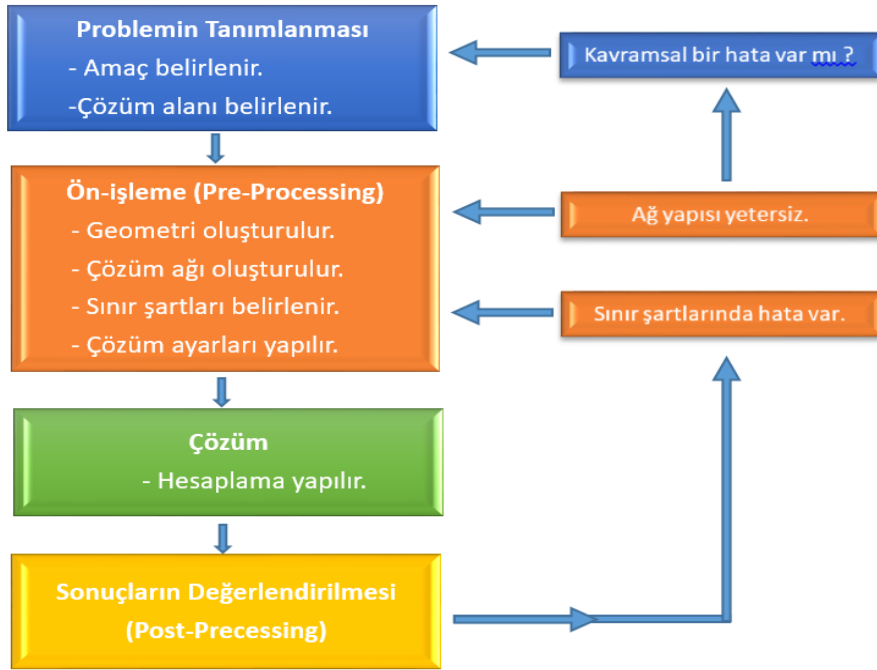 Problemin Tanımlanması
- Amaç belirlenir.
-Çözüm alanı belirlenir.
Kavramsal bir hata var mı ?
Ön-işleme (Pre-Processing)
- Geometri oluşturulur.
- Çözüm ağı oluşturulur.
- Sınır şartları belirlenir.
- Çözüm ayarları yapılır.
Ağ yapısı yetersiz.
Sınır şartlarında hata var.
Çözüm
- Hesaplama yapılır.
Sonuçların Değerlendirilmesi
(Post-Precessing)